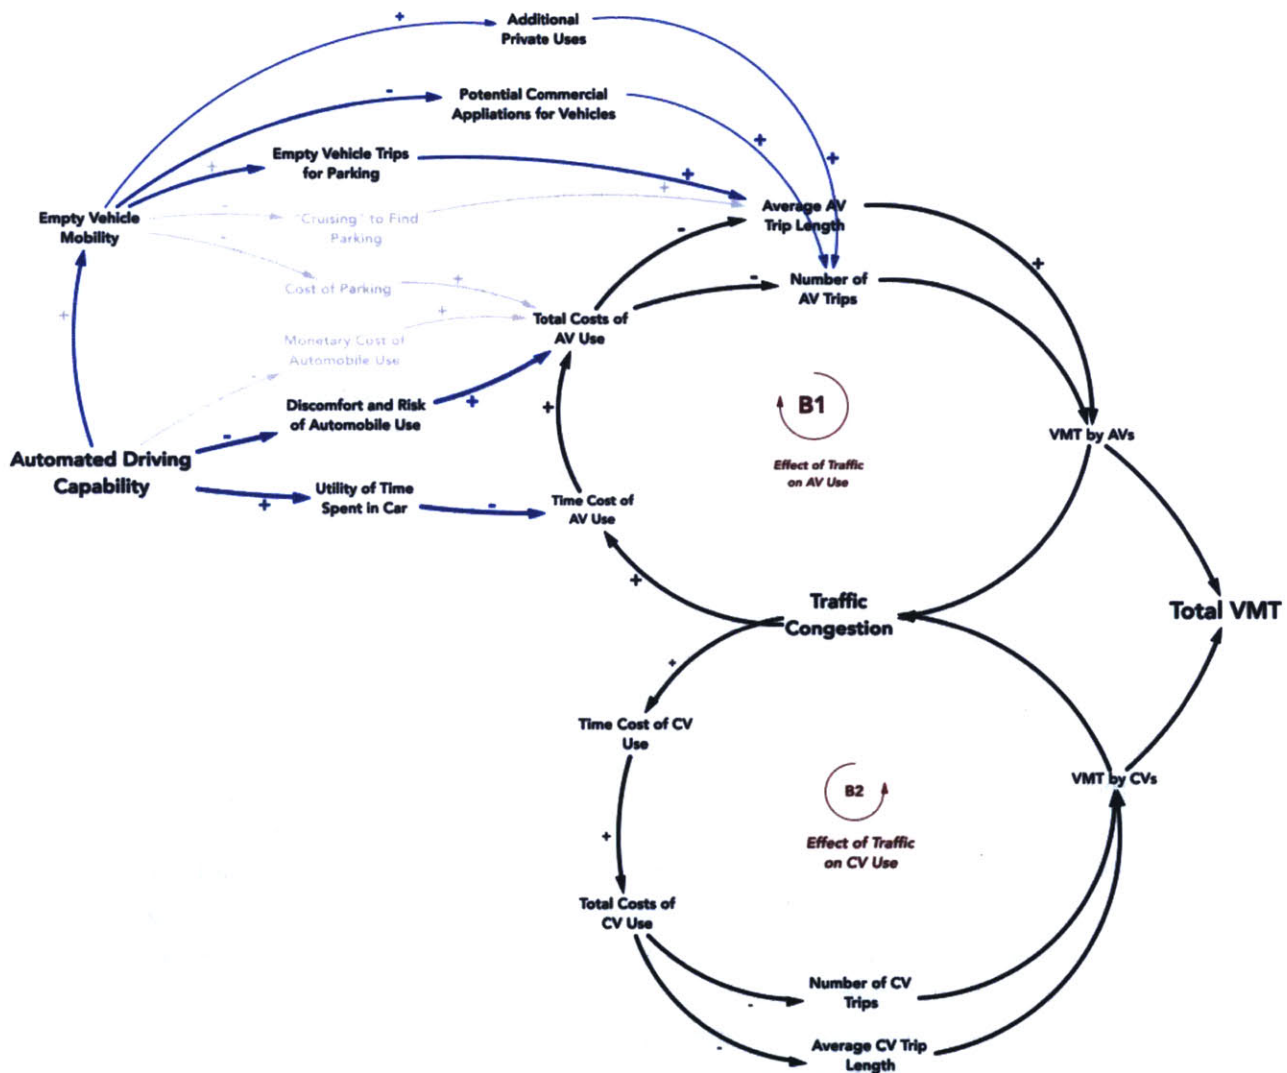 +
Additional
Private Uses
-
Potential Commercial
Appliations for Vehicles
+
+
Empty Vehicle Trips
for Parking
+
+
+
+
Empty Vehicle
Mobility
-
"Cruising" to Find
Parking
Average AV
Trip Length
-
-
+
Cost of Parking
+
-
Number of
AV Trips
+
+
Total Costs of
AV Use
Monetary Cost of
Automobile Use
-
Discomfort and Risk
of Automobile Use
+
+
B1
-
VMT by AVs
Automated Driving
Capability
Effect of Traffic
on AV Use
+
Utility of Time
Spent in Car
-
Time Cost of
AV Use
+
Traffic
Congestion
Total VMT
+
Time Cost of CV
Use
VMT by CVs
B2
+
Effect of Traffic
on CV Use
Total Costs of
CV Use
Number of CV
Trips
-
-
Average CV Trip
Length